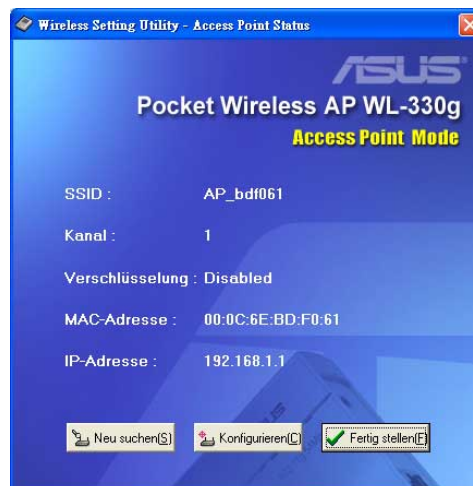 Wireless Setting Utility - Access Point Status
ASUS
Pocket Wireless AP WL-330g
Access Point Mode
SSID : AP_bdf061
Kanal : 1
Verschlüsselung : Disabled
MAC-Adresse : 00:0C:6E:BD:F0:61
IP-Adresse : 192.168.1.1
Neu suchen(S) Konfigurieren(C) Fertig stellen(F)